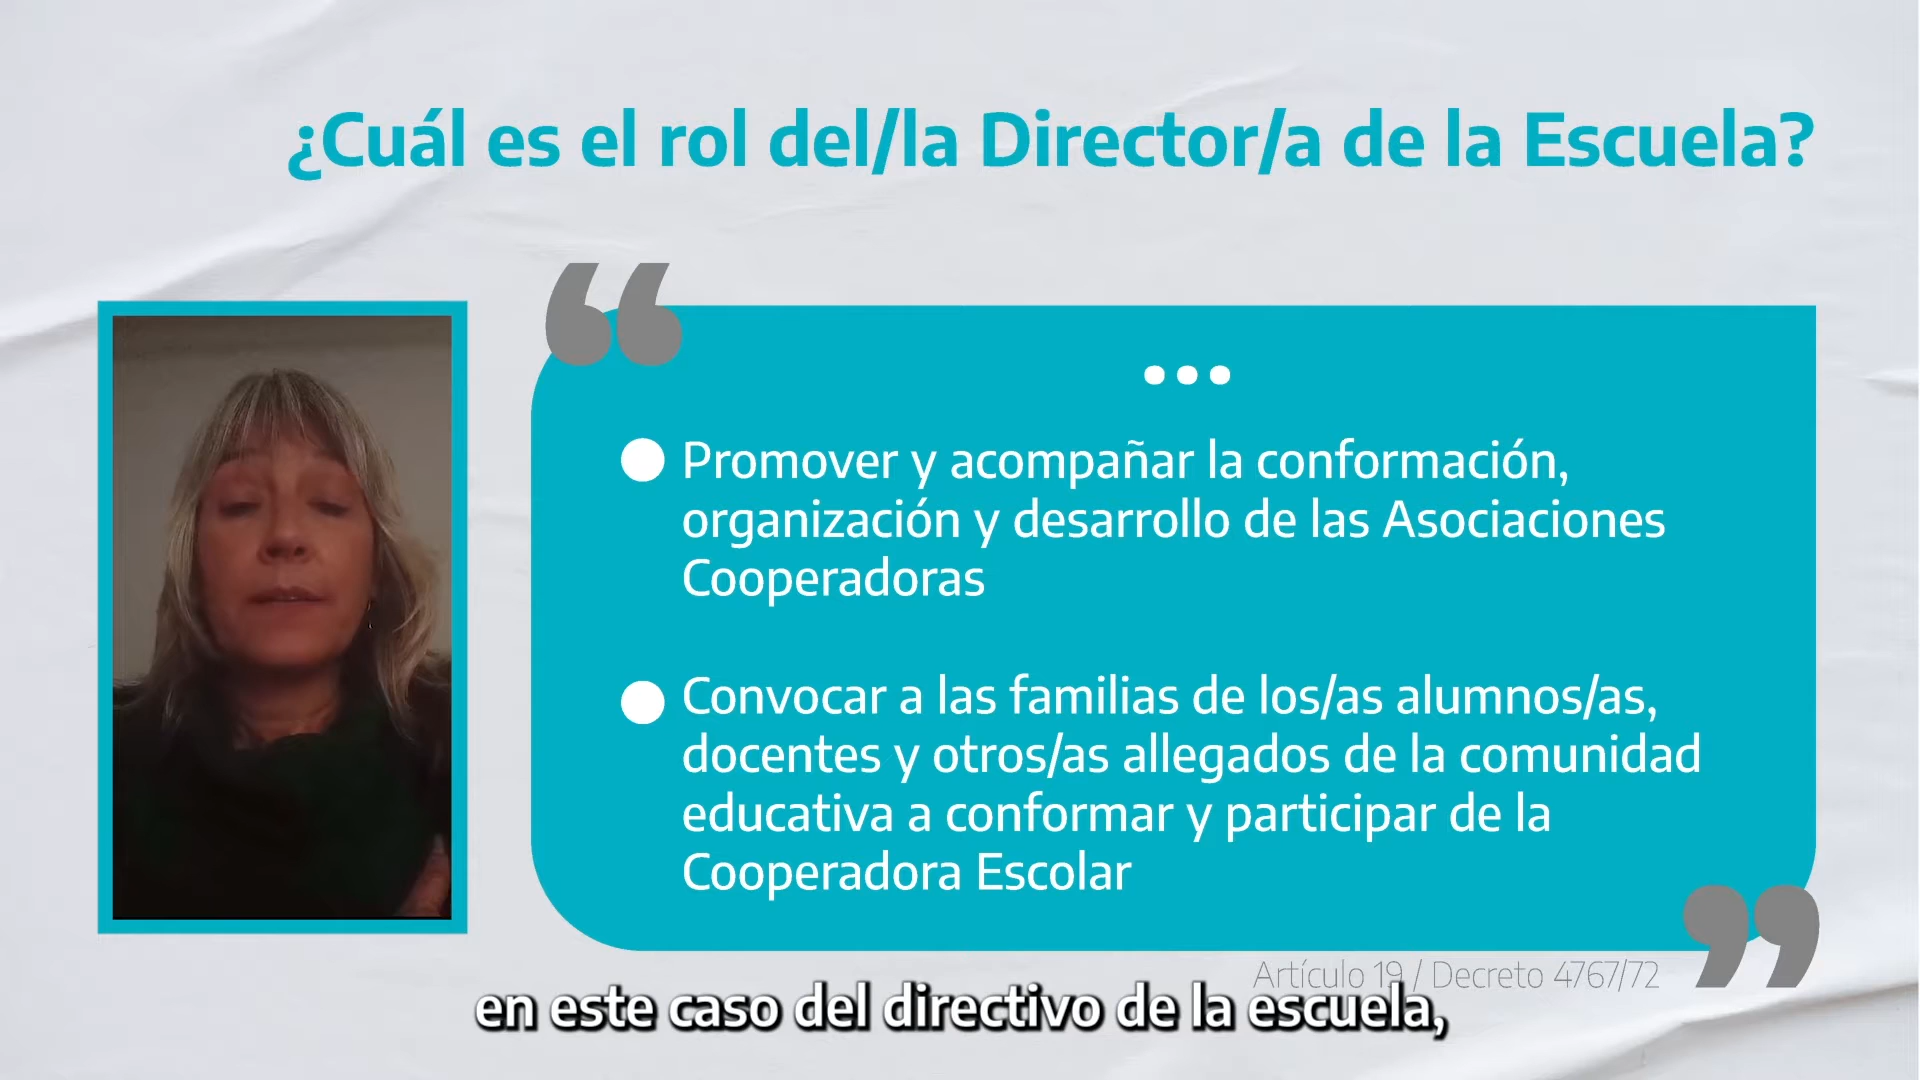 ¿Cuál es el rol del/la Director/a de la Escuela?
“
...
● Promover y acompañar la conformación,
organización y desarrollo de las Asociaciones
Cooperadoras
● Convocar a las familias de los/as alumnos/as,
docentes y otros/as allegados de la comunidad
educativa a conformar y participar de la
Cooperadora Escolar
”
Artículo 19 / Decreto 4767/72
en este caso del directivo de la escuela,